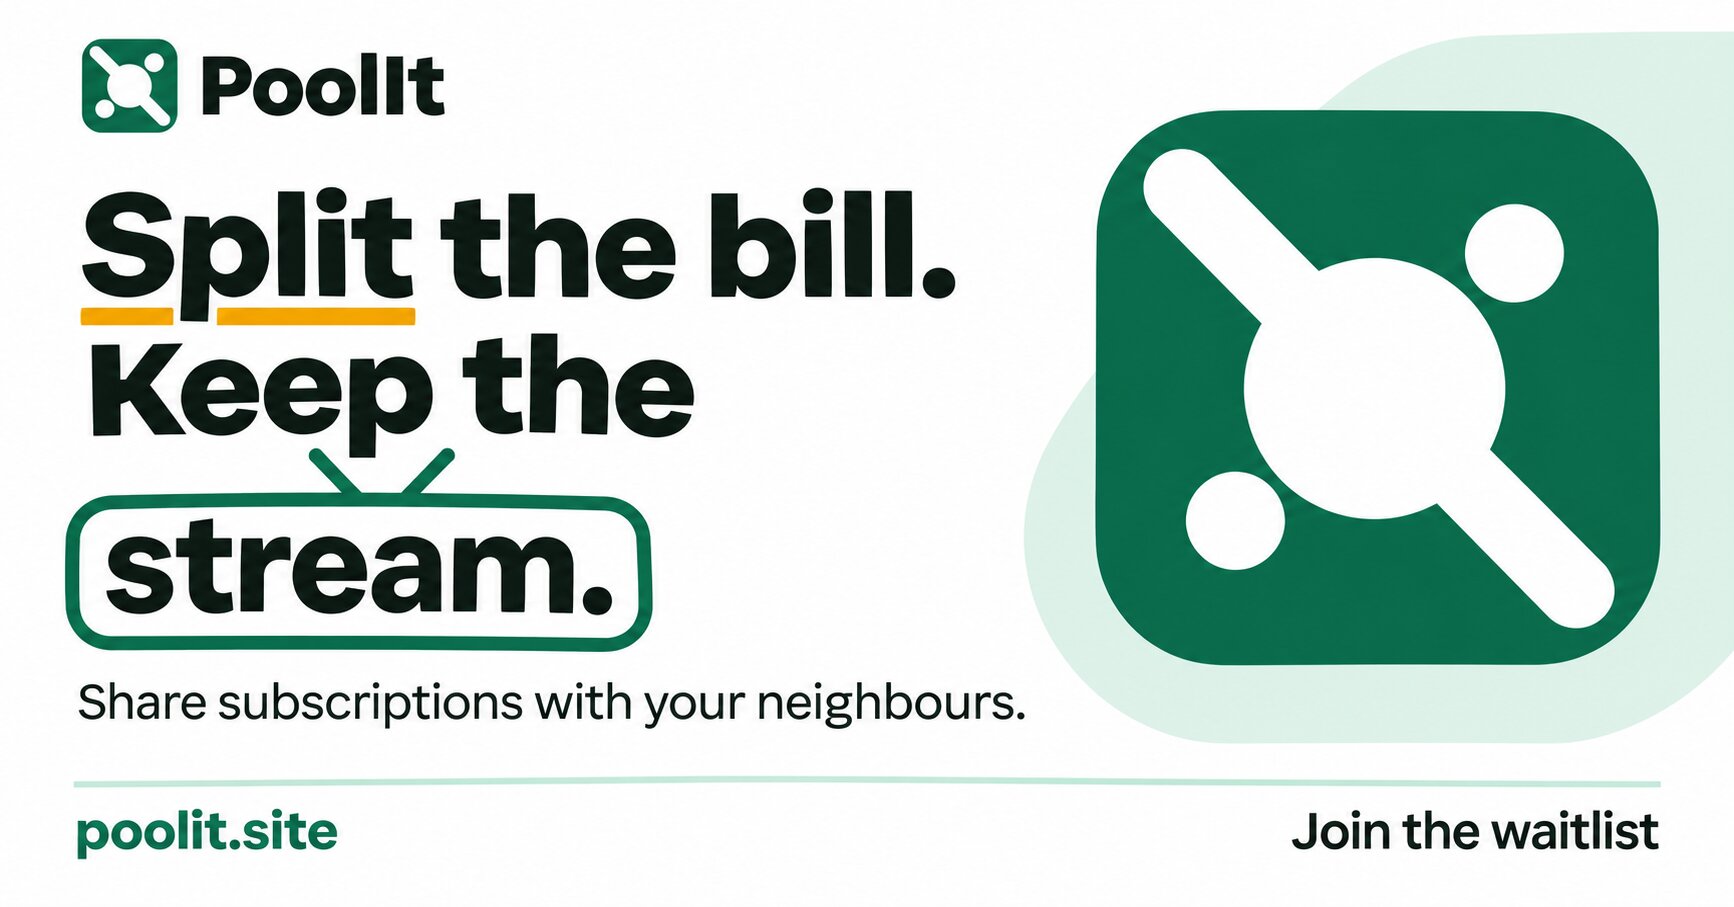 PoolIt
Split the bill.
Keep the
stream.
Share subscriptions with your neighbours.
poolit.site
Join the waitlist